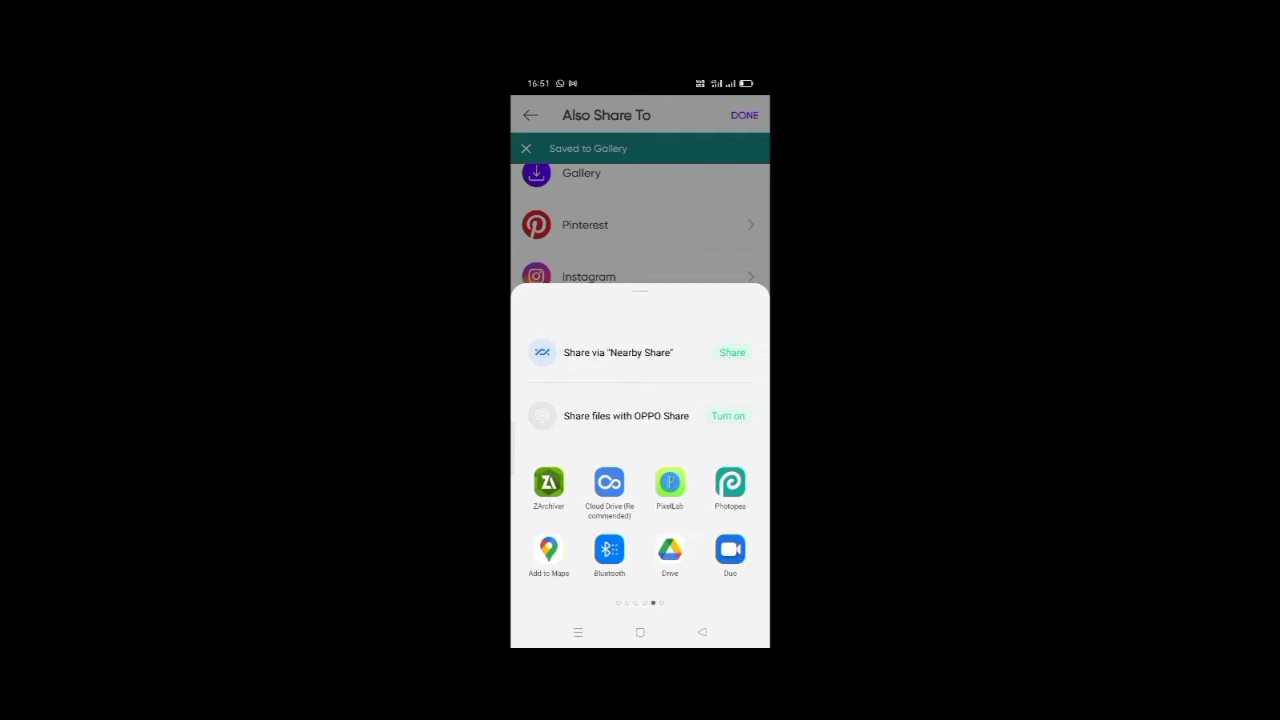 16:51
Also Share To
DONE
Saved to Gallery
Gallery
Pinterest
Instagram
Share via "Nearby Share"
Share
Share files with OPPO Share
Turn on
ZArchiver
Cloud Drive (Re
commended)
PixelLab
Photopea
Add to Maps
Bluetooth
Drive
Duo